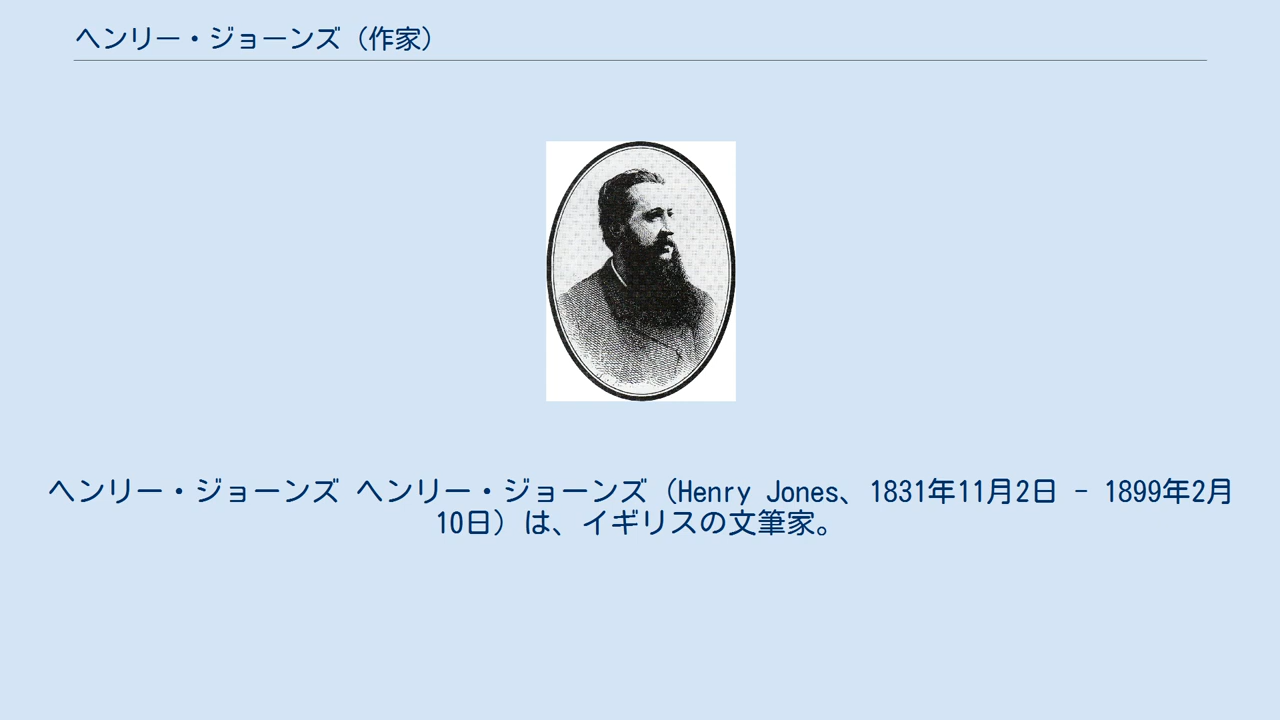 ヘンリー・ジョーンズ（作家）
ヘンリー・ジョーンズ ヘンリー・ジョーンズ（Henry Jones、1831年11月2日 - 1899年2月
10日）は、イギリスの文筆家。